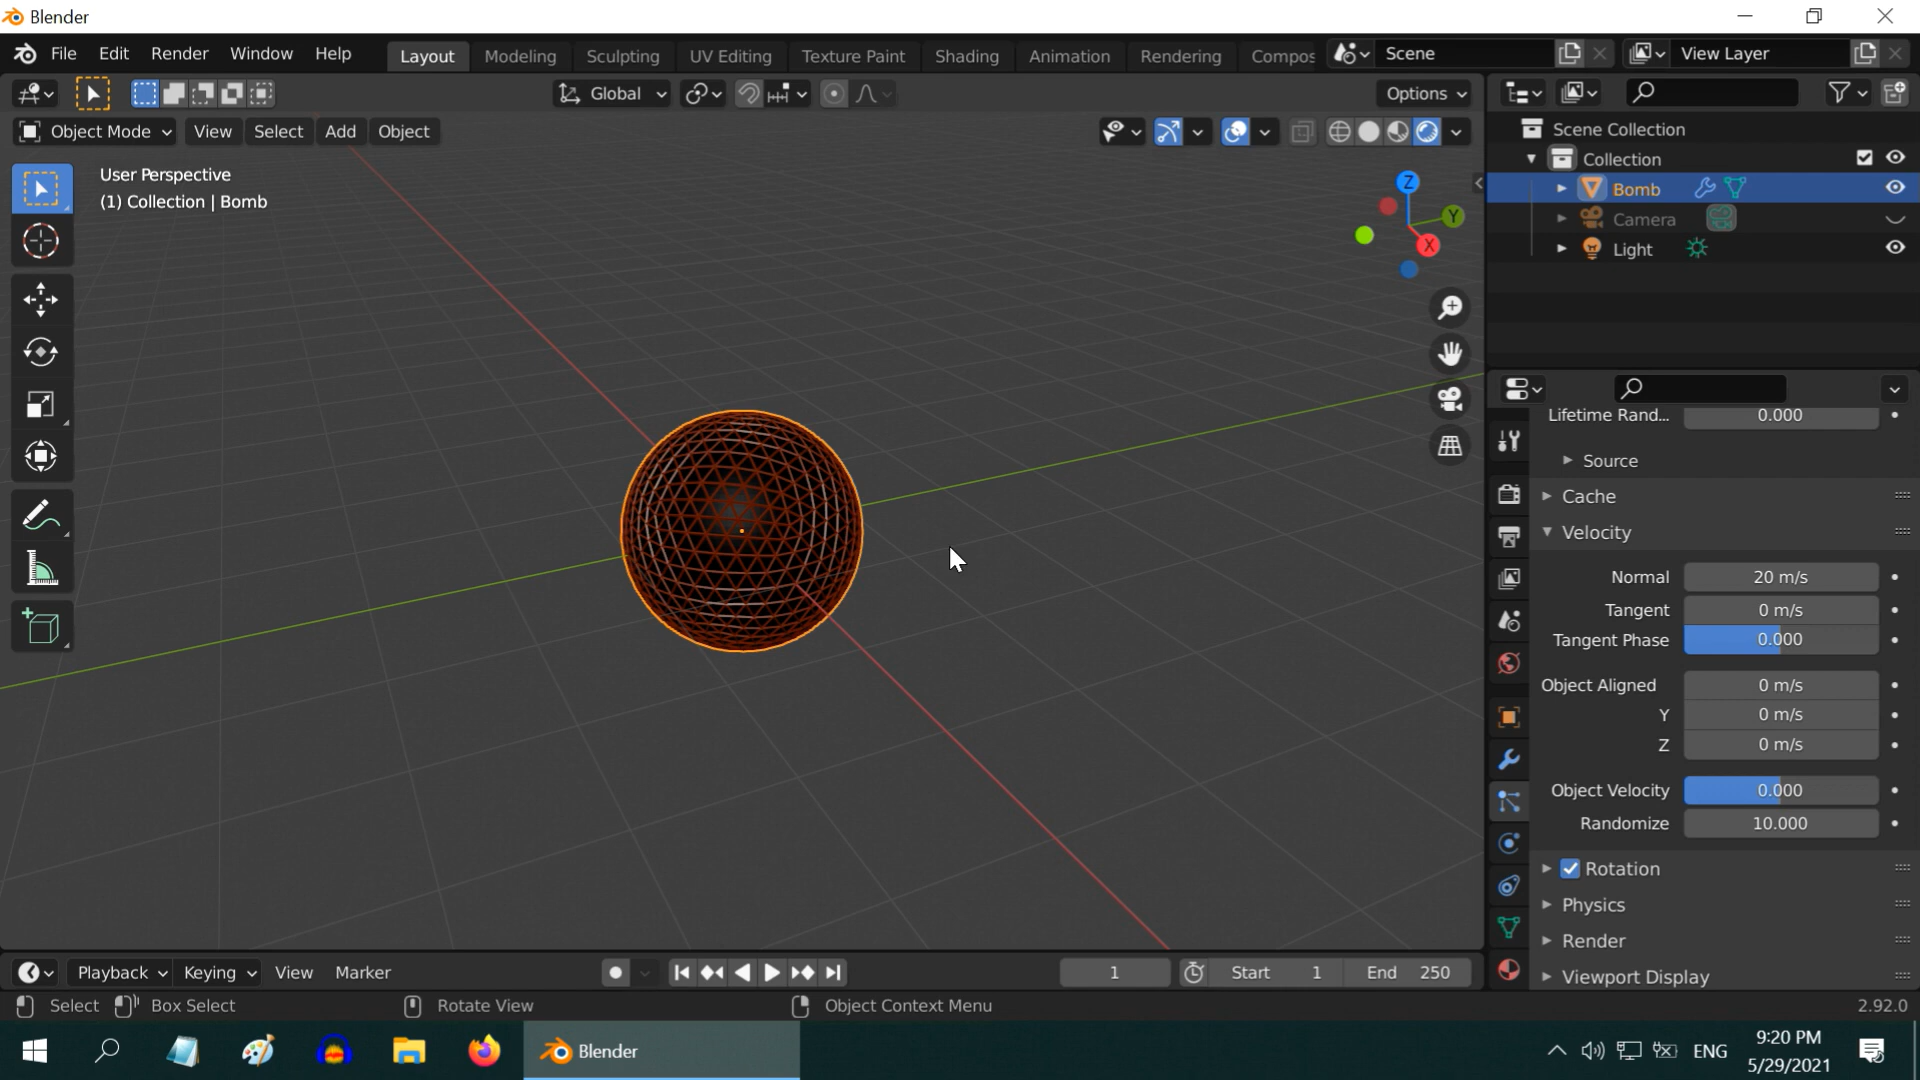 Blender
File Edit Render Window Help Layout Modeling Sculpting UV Editing Texture Paint Shading Animation Rendering Compos Scene View Layer
Global Options
Object Mode View Select Add Object
User Perspective
(1) Collection | Bomb
Z
Y
X
Scene Collection
Collection
Bomb
Camera
Light
Lifetime Rand... 0.000
Source
Cache
Velocity
Normal 20 m/s
Tangent 0 m/s
Tangent Phase 0.000
Object Aligned 0 m/s
Y 0 m/s
Z 0 m/s
Object Velocity 0.000
Randomize 10.000
Rotation
Physics
Render
Viewport Display
Playback Keying View Marker 1 Start 1 End 250
Select Box Select Rotate View Object Context Menu 2.92.0
Blender ENG 9:20 PM
5/29/2021